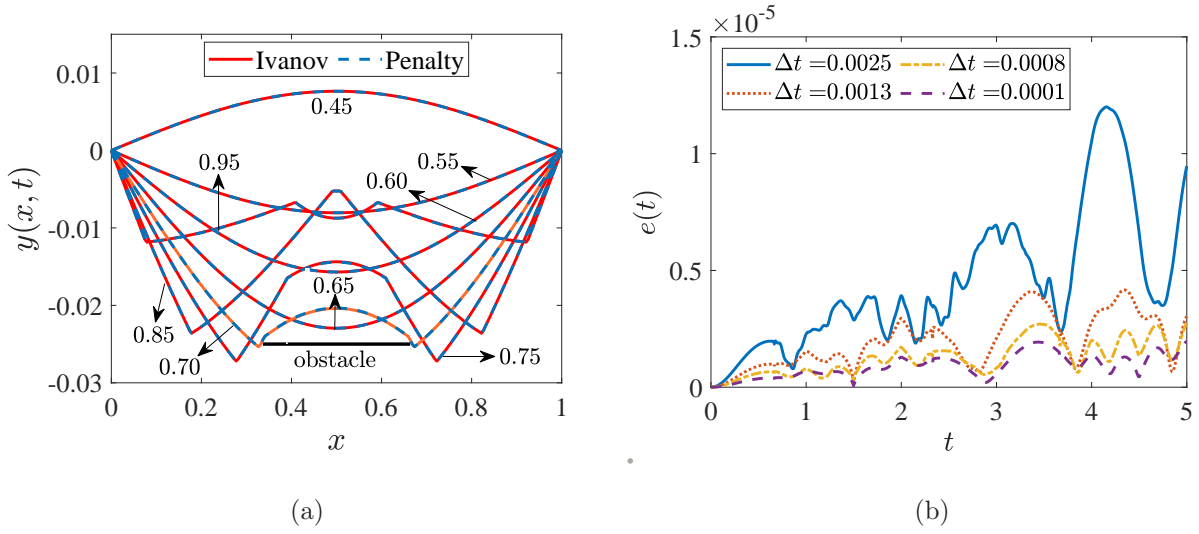 0.01
0
-0.01
-0.02
-0.03
y(x, t)
Ivanov Penalty
0.45
0.95
0.55
0.60
0.65
0.85
0.70
obstacle
0.75
0 0.2 0.4 0.6 0.8 1
x
(a)
×10⁻⁵
1.5
1
0.5
0
e(t)
Δt =0.0025 Δt =0.0008
Δt =0.0013 Δt =0.0001
0 1 2 3 4 5
t
(b)